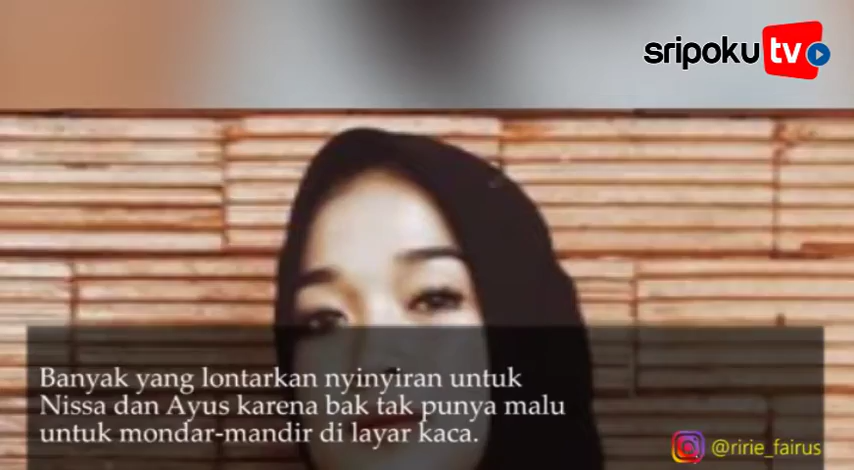 sripoku tv
Banyak yang lontarkan nyinyiran untuk
Nissa dan Ayus karena bak tak punya malu
untuk mondar-mandir di layar kaca.
@ririe_fairus